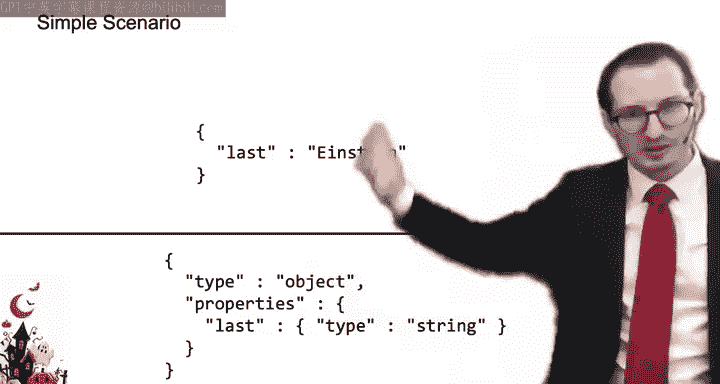 Simple Scenario
{
"last" : "Einst n"
}
{
"type" : "object",
"properties" : {
"last" : { "type" : "string" }
}
}